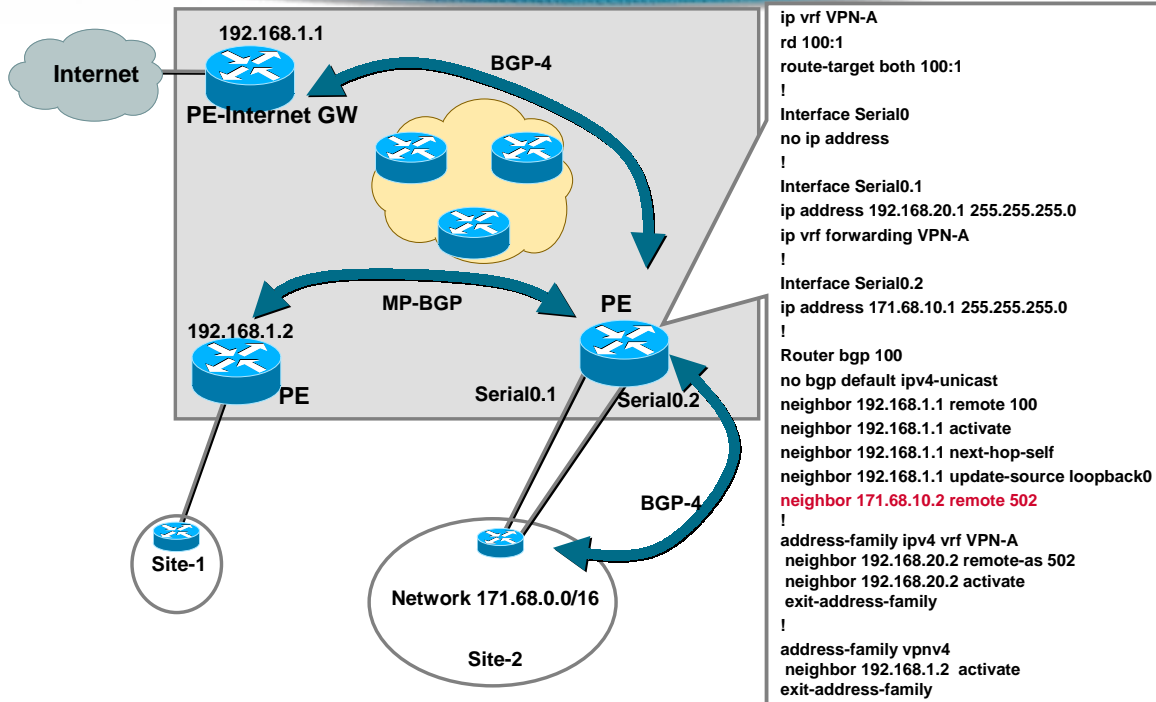 192.168.1.1
Internet
BGP-4
PE-Internet GW
MP-BGP
PE
192.168.1.2
PE
Serial0.1
Serial0.2
BGP-4
Site-1
Network 171.68.0.0/16
Site-2
ip vrf VPN-A
rd 100:1
route-target both 100:1
!
Interface Serial0
no ip address
!
Interface Serial0.1
ip address 192.168.20.1 255.255.255.0
ip vrf forwarding VPN-A
!
Interface Serial0.2
ip address 171.68.10.1 255.255.255.0
!
Router bgp 100
no bgp default ipv4-unicast
neighbor 192.168.1.1 remote 100
neighbor 192.168.1.1 activate
neighbor 192.168.1.1 next-hop-self
neighbor 192.168.1.1 update-source loopback0
neighbor 171.68.10.2 remote 502
!
address-family ipv4 vrf VPN-A
neighbor 192.168.20.2 remote-as 502
neighbor 192.168.20.2 activate
exit-address-family
!
address-family vpnv4
neighbor 192.168.1.2 activate
exit-address-family